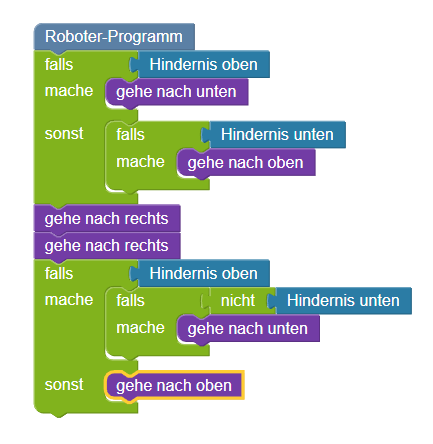 Roboter-Programm
falls Hindernis oben
mache gehe nach unten
sonst falls Hindernis unten
mache gehe nach oben
gehe nach rechts
gehe nach rechts
falls Hindernis oben
mache falls nicht Hindernis unten
mache gehe nach unten
sonst gehe nach oben